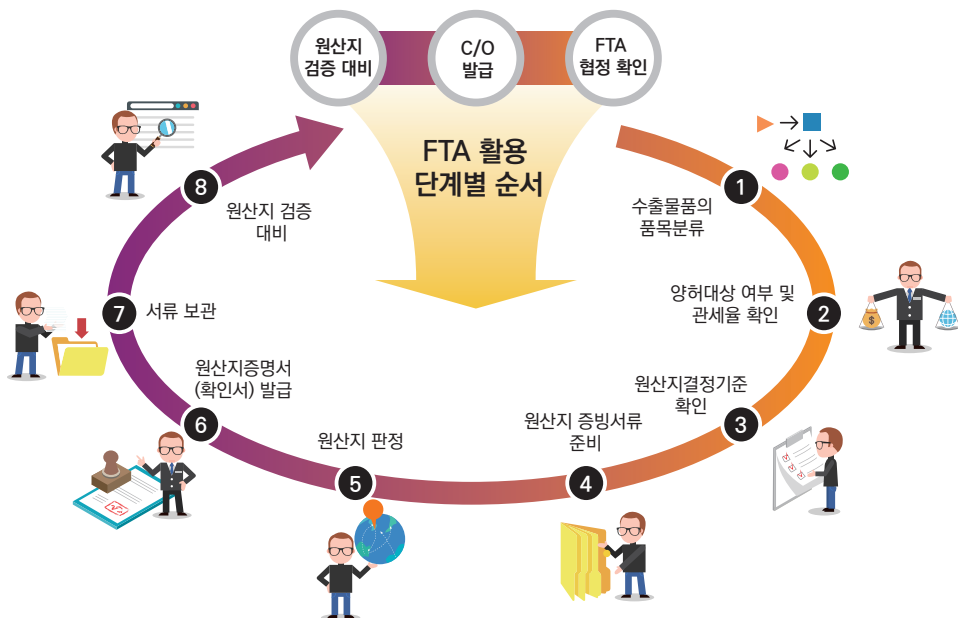 원산지
검증 대비
C/O
발급
FTA
협정 확인
FTA 활용
단계별 순서
1
수출물품의
품목분류
2
양허대상 여부 및
관세율 확인
3
원산지결정기준
확인
4
원산지 증빙서류
준비
5
원산지 판정
6
원산지증명서
(확인서) 발급
7
서류 보관
8
원산지 검증
대비
$